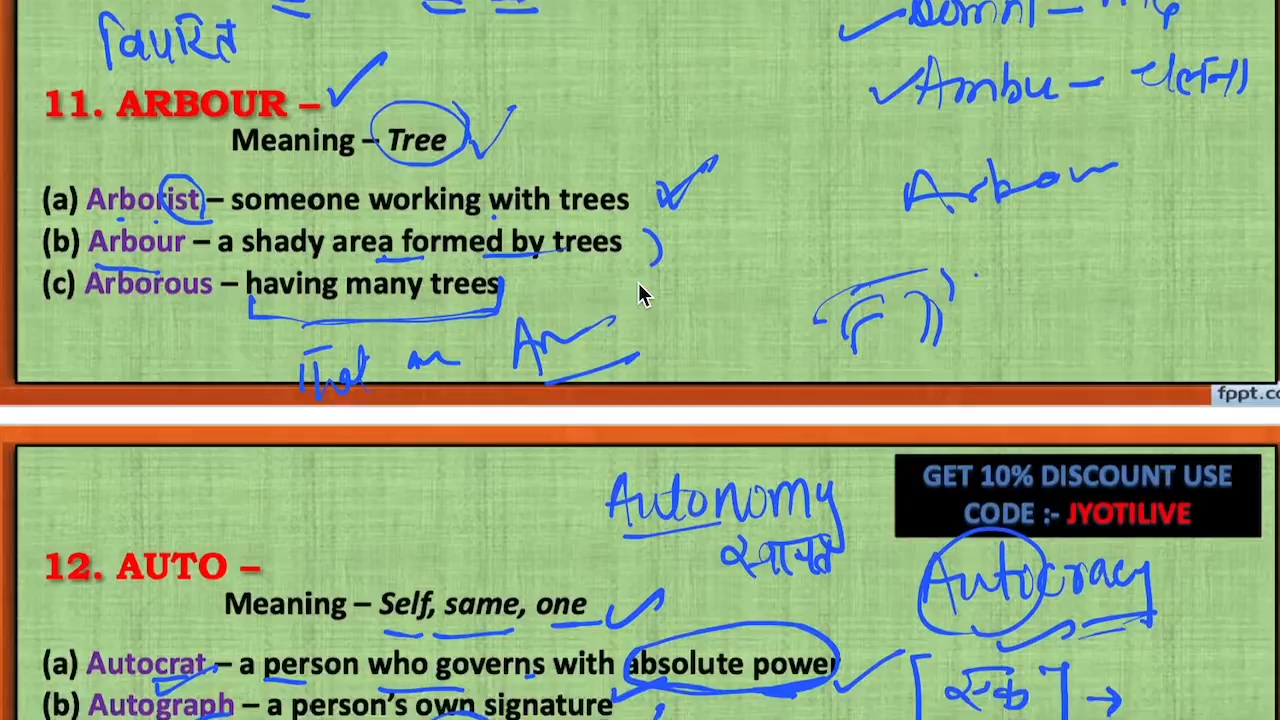 विपरित
Somni –
Ambu – चलना
11. ARBOUR –
Meaning – Tree
Arbour
(a) Arborist – someone working with trees
(b) Arbour – a shady area formed by trees
(c) Arborous – having many trees
fppt.co
Autonomy
GET 10% DISCOUNT USE
CODE :- JYOTILIVE
12. AUTO –
Autocracy
Meaning – Self, same, one
(a) Autocrat – a person who governs with absolute power
(b) Autograph – a person's own signature